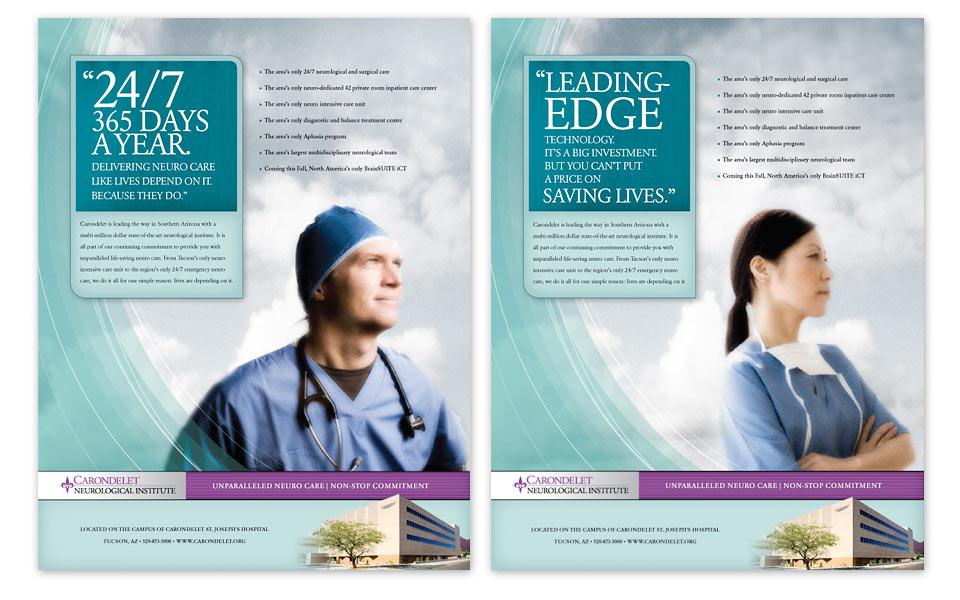 “24/7
365 DAYS
A YEAR.
DELIVERING NEURO CARE
LIKE LIVES DEPEND ON IT.
BECAUSE THEY DO.”
Carondelet is leading the way in Southern Arizona with a
multi-million dollar state-of-the-art neurological institute. It is
all part of our continuing commitment to provide you with
unparalleled life-saving neuro care. From Tucson's only neuro
intensive care unit to the region's only 24/7 emergency neuro
care, we do it all for one simple reason: lives are depending on it.
• The area's only 24/7 neurological and surgical care
• The area's only neuro-dedicated 42 private room inpatient care center
• The area's only neuro intensive care unit
• The area's only diagnostic and balance treatment center
• The area's only Aphasia program
• The area's largest multidisciplinary neurological team
• Coming this Fall, North America's only BrainSUITE iCT
CARONDELET
NEUROLOGICAL INSTITUTE
UNPARALLELED NEURO CARE | NON-STOP COMMITMENT
LOCATED ON THE CAMPUS OF CARONDELET ST. JOSEPH'S HOSPITAL
TUCSON, AZ • 520-873-3000 • WWW.CARONDELET.ORG
“LEADING-
EDGE
TECHNOLOGY.
IT'S A BIG INVESTMENT.
BUT YOU CAN'T PUT
A PRICE ON
SAVING LIVES.”
Carondelet is leading the way in Southern Arizona with a
multi-million dollar state-of-the-art neurological institute. It is
all part of our continuing commitment to provide you with
unparalleled life-saving neuro care. From Tucson's only neuro
intensive care unit to the region's only 24/7 emergency neuro
care, we do it all for one simple reason: lives are depending on it.
• The area's only 24/7 neurological and surgical care
• The area's only neuro-dedicated 42 private room inpatient care center
• The area's only neuro intensive care unit
• The area's only diagnostic and balance treatment center
• The area's only Aphasia program
• The area's largest multidisciplinary neurological team
• Coming this Fall, North America's only BrainSUITE iCT
CARONDELET
NEUROLOGICAL INSTITUTE
UNPARALLELED NEURO CARE | NON-STOP COMMITMENT
LOCATED ON THE CAMPUS OF CARONDELET ST. JOSEPH'S HOSPITAL
TUCSON, AZ • 520-873-3000 • WWW.CARONDELET.ORG